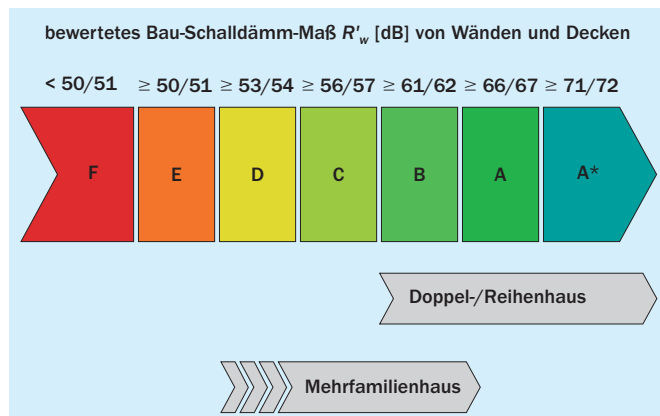 bewertetes Bau-Schalldämm-Maß R'w [dB] von Wänden und Decken
< 50/51 ≥ 50/51 ≥ 53/54 ≥ 56/57 ≥ 61/62 ≥ 66/67 ≥ 71/72
F E D C B A A*
Doppel-/Reihenhaus
Mehrfamilienhaus